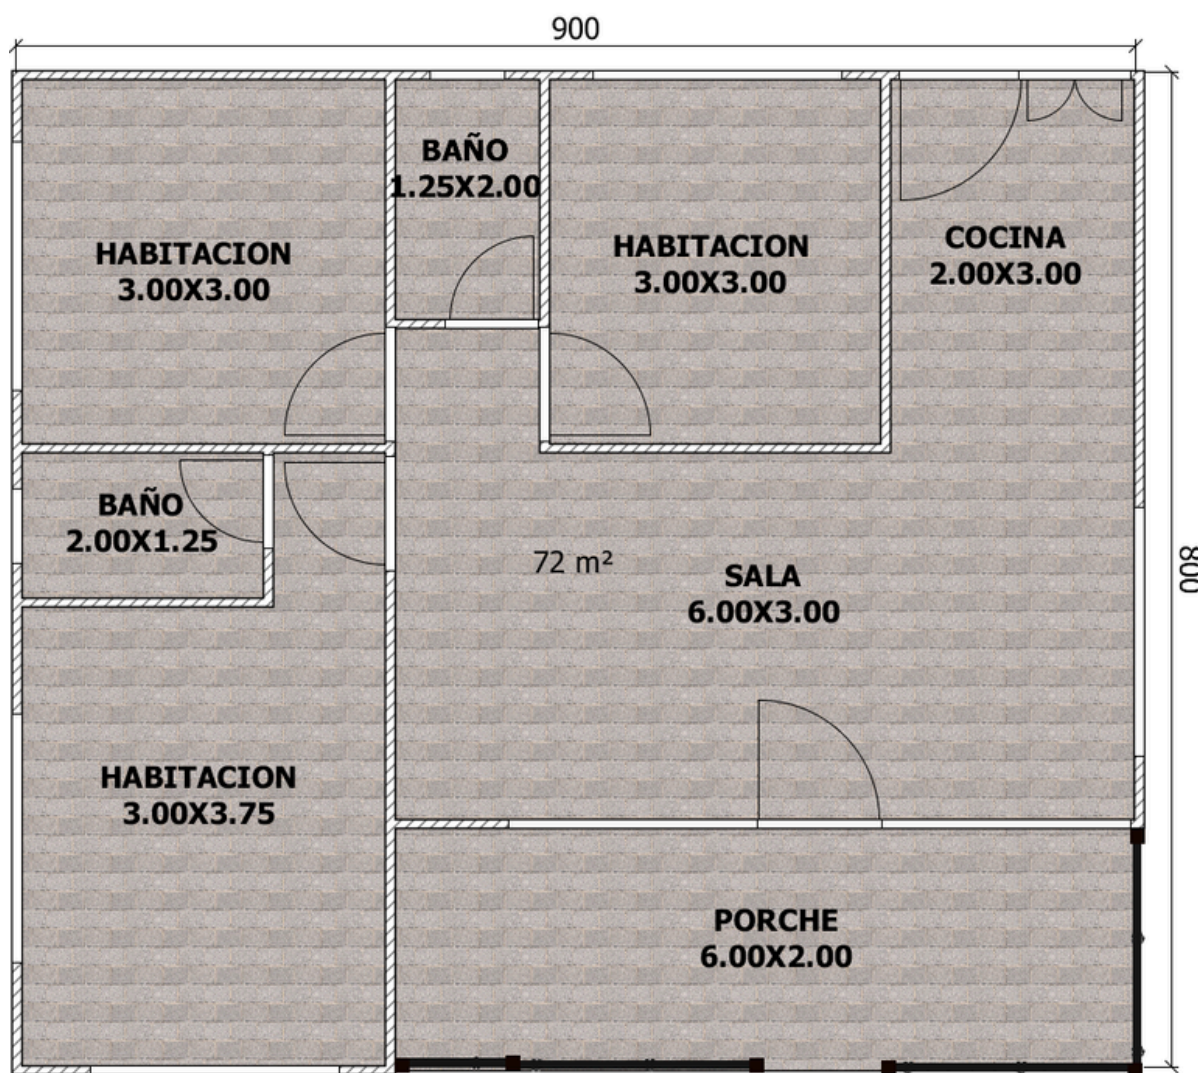 900
BAÑO
1.25X2.00
HABITACION
3.00X3.00
HABITACION
3.00X3.00
COCINA
2.00X3.00
BAÑO
2.00X1.25
72 m²
SALA
6.00X3.00
800
HABITACION
3.00X3.75
PORCHE
6.00X2.00